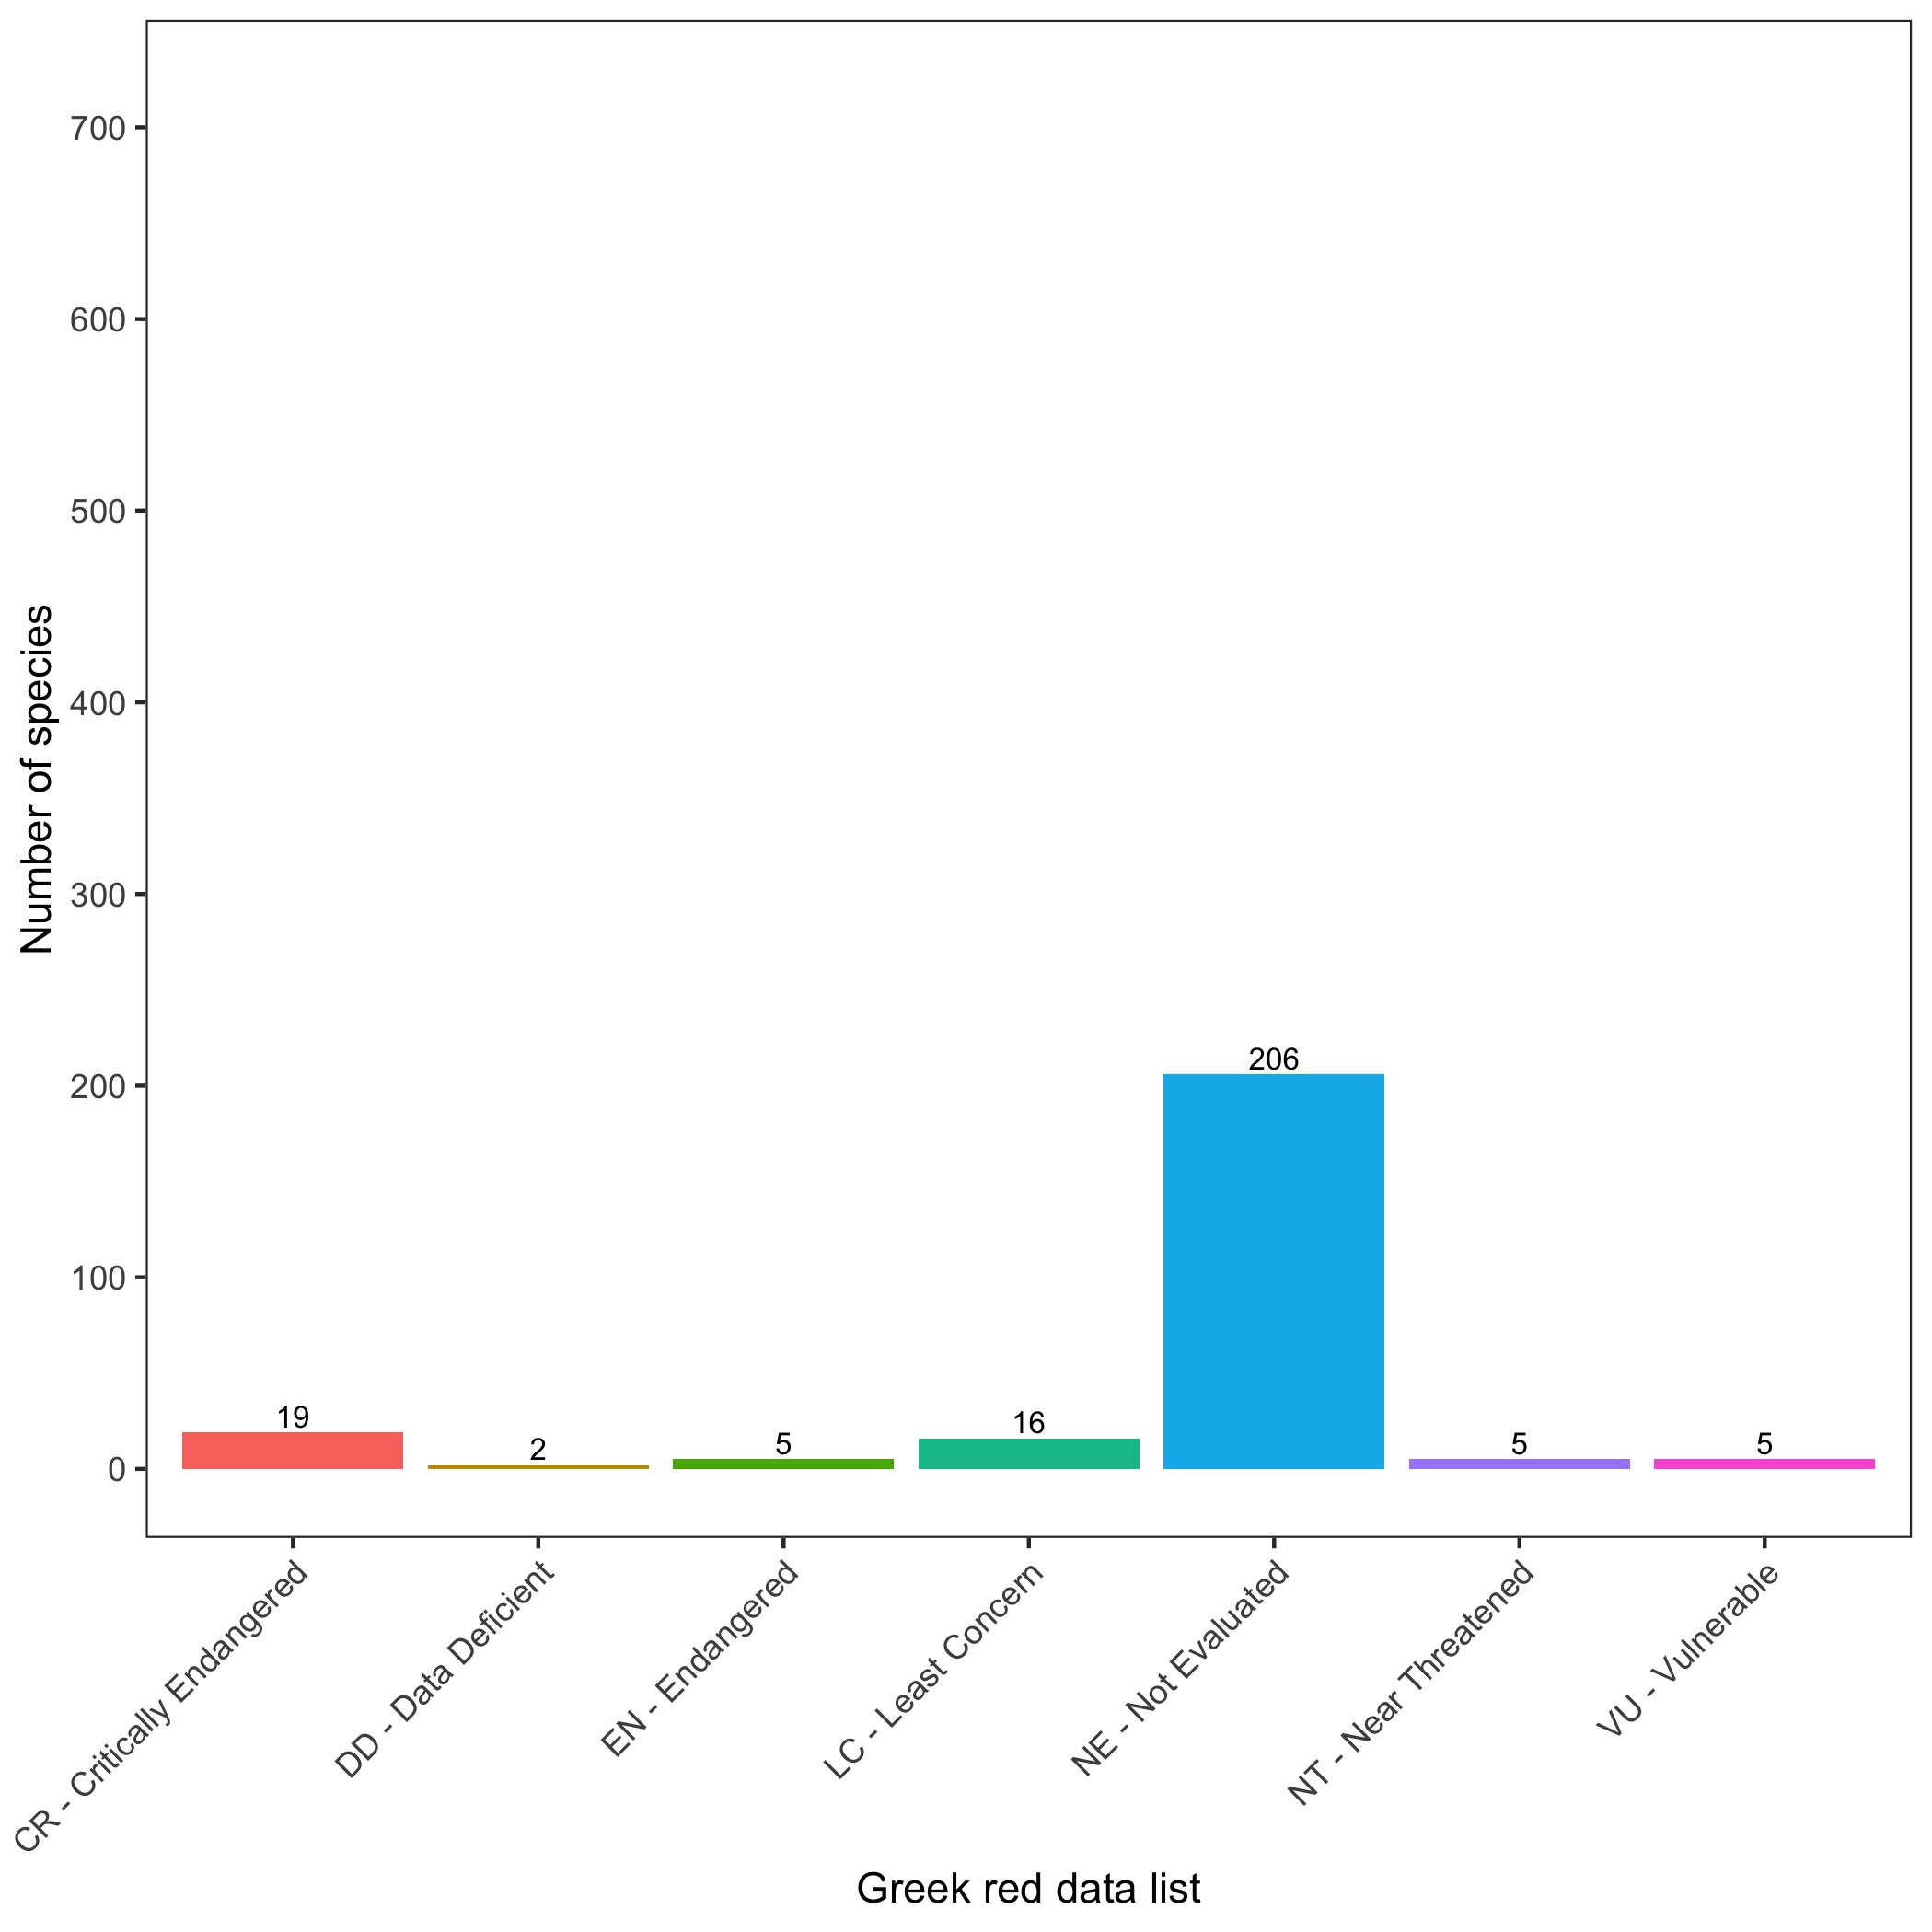 Number of species
700
600
500
400
300
200
100
0
19
2
5
16
206
5
5
CR - Critically Endangered
DD - Data Deficient
EN - Endangered
LC - Least Concern
NE - Not Evaluated
NT - Near Threatened
VU - Vulnerable
Greek red data list